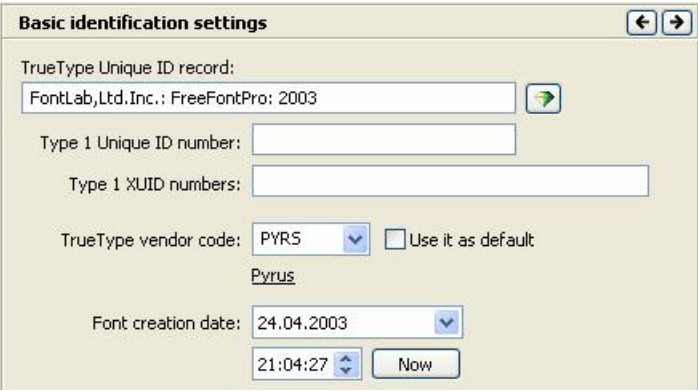 Basic identification settings
TrueType Unique ID record:
FontLab,Ltd.Inc.: FreeFontPro: 2003
Type 1 Unique ID number:
Type 1 XUID numbers:
TrueType vendor code: PYRS Use it as default
Pyrus
Font creation date: 24.04.2003
21:04:27 Now